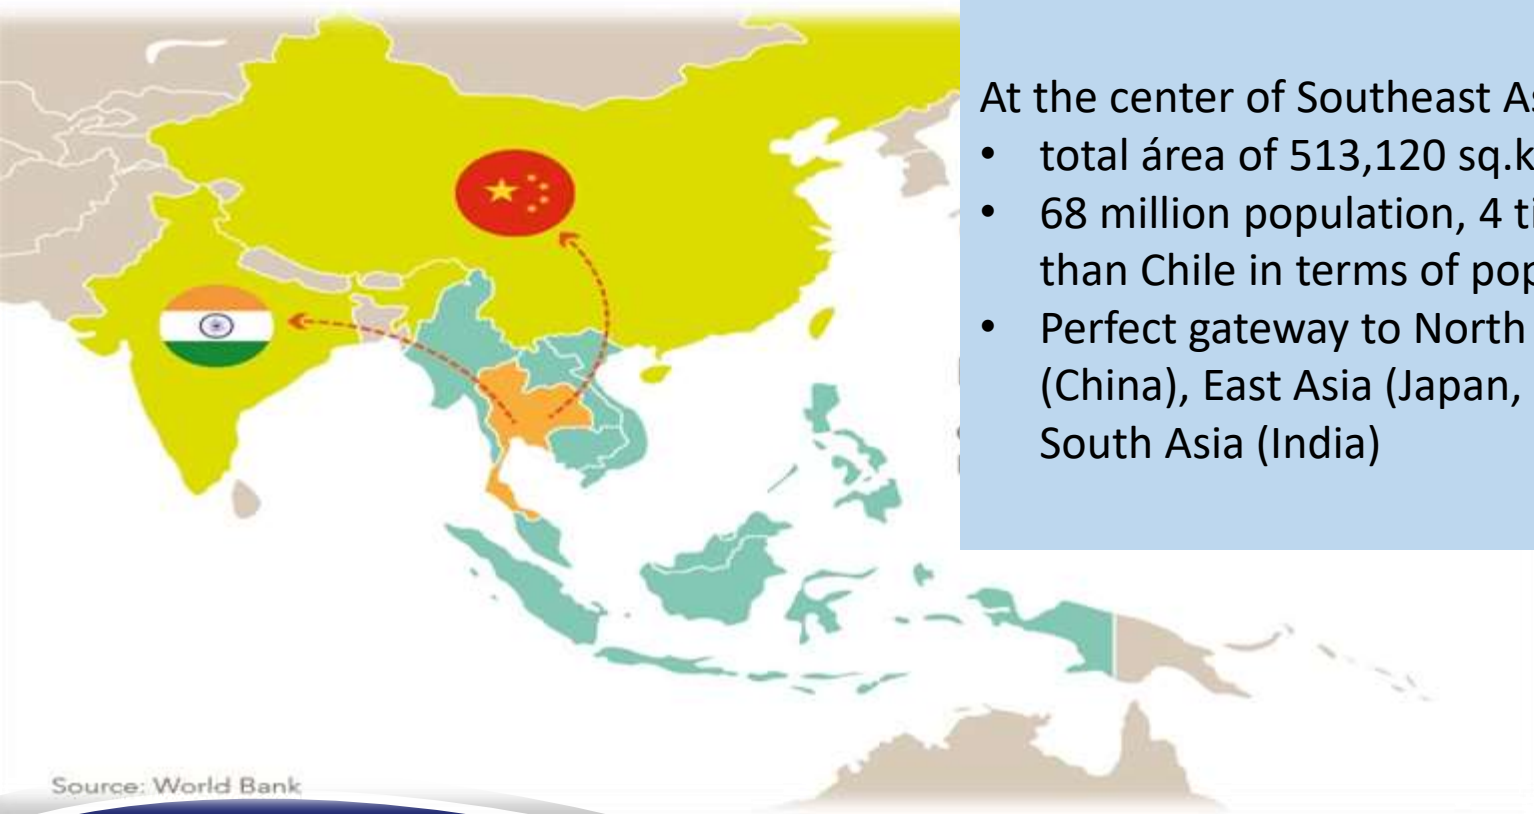 At the center of Southeast As
• total área of 513,120 sq.k
• 68 million population, 4 ti
than Chile in terms of pop
• Perfect gateway to North
(China), East Asia (Japan,
South Asia (India)
Source: World Bank